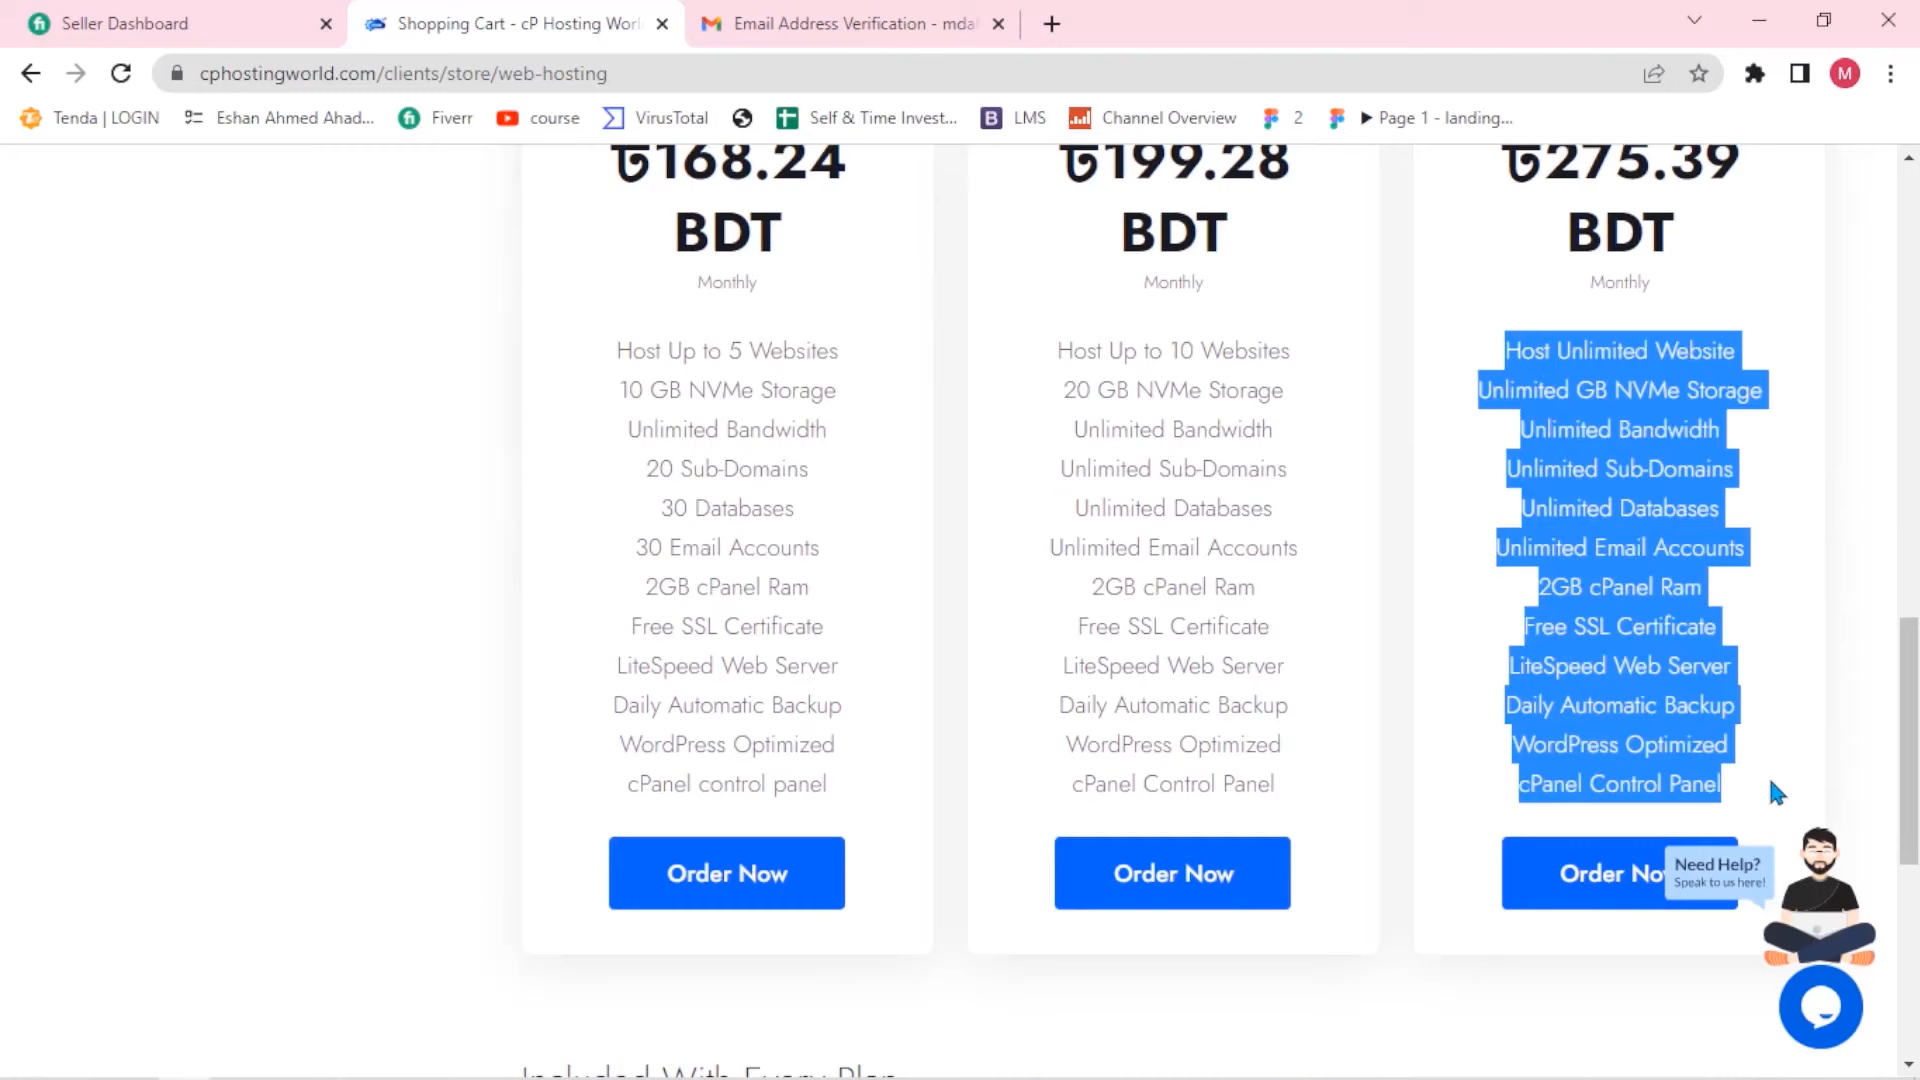 Seller Dashboard
Shopping Cart - cP Hosting Worl
Email Address Verification - mda
cphostingworld.com/clients/store/web-hosting
M
Tenda | LOGIN
Eshan Ahmed Ahad...
Fiverr
course
VirusTotal
Self & Time Invest...
LMS
Channel Overview
2
▶ Page 1 - landing...
৳168.24
BDT
Monthly
Host Up to 5 Websites
10 GB NVMe Storage
Unlimited Bandwidth
20 Sub-Domains
30 Databases
30 Email Accounts
2GB cPanel Ram
Free SSL Certificate
LiteSpeed Web Server
Daily Automatic Backup
WordPress Optimized
cPanel control panel
Order Now
৳199.28
BDT
Monthly
Host Up to 10 Websites
20 GB NVMe Storage
Unlimited Bandwidth
Unlimited Sub-Domains
Unlimited Databases
Unlimited Email Accounts
2GB cPanel Ram
Free SSL Certificate
LiteSpeed Web Server
Daily Automatic Backup
WordPress Optimized
cPanel Control Panel
Order Now
৳275.39
BDT
Monthly
Host Unlimited Website
Unlimited GB NVMe Storage
Unlimited Bandwidth
Unlimited Sub-Domains
Unlimited Databases
Unlimited Email Accounts
2GB cPanel Ram
Free SSL Certificate
LiteSpeed Web Server
Daily Automatic Backup
WordPress Optimized
cPanel Control Panel
Order No
Need Help?
Speak to us here!
Included With Every Plan